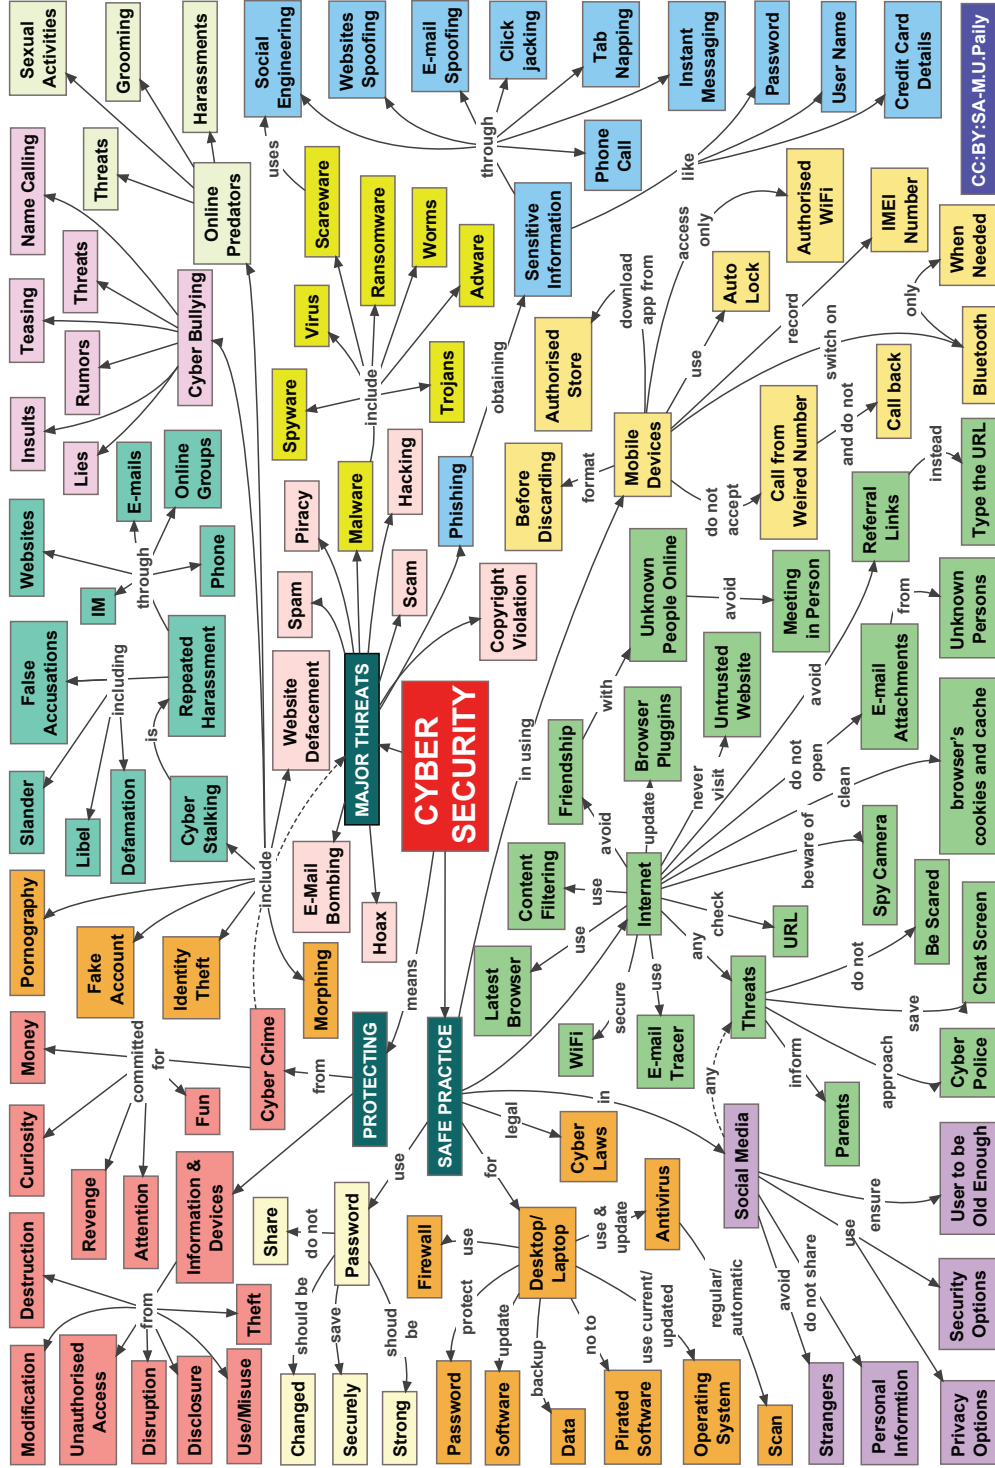 Modification
Destruction
Curiosity
Money
Pornography
Slander
False
Accusations
Websites
Insults
Teasing
Name Calling
Sexual
Activities
Unauthorised
Access
Revenge
Fake
Account
Libel
IM
Lies
Rumors
Threats
Threats
Grooming
Disruption
from
Attention
committed
for
Defamation
including
through
E-mails
Disclosure
Information &
Devices
Fun
Identity
Theft
Cyber
Stalking
is
Repeated
Harassment
Phone
Online
Groups
Cyber Bullying
Online
Predators
Harassments
Use/Misuse
Theft
Cyber Crime
include
Share
do not
from
Morphing
E-Mail
Bombing
Website
Defacement
Spam
Piracy
Spyware
Virus
Scareware
uses
Social
Engineering
Changed
should be
Securely
save
Password
PROTECTING
Hoax
MAJOR THREATS
Malware
include
Ransomware
Websites
Spoofing
Strong
shoud
be
use
means
CYBER
SECURITY
Scam
Hacking
Trojans
Worms
E-mail
Spoofing
Password
protect
Firewall
use
SAFE PRACTICE
Copyright
Violation
Phishing
obtaining
Adware
through
Software
update
for
legal
Latest
Browser
in using
Before
Discarding
Sensitive
Information
Click
jacking
Data
backup
Desktop/
Laptop
Cyber
Laws
WiFi
use
Content
Filtering
use
Friendship
format
Authorised
Store
Tab
Napping
Pirated
Software
no to
use &
update
in
secure
avoid
with
Phone
Call
Operating
System
use current/
updated
Antivirus
E-mail
Tracer
use
Internet
update
Browser
Pluggins
Unknown
People Online
Mobile
Devices
download
app from
Instant
Messaging
like
Scan
regular/
automatic
Social Media
any
Threats
any
check
never
visit
Untrusted
Website
avoid
do not
accept
use
Auto
Lock
access
only
Password
Strangers
avoid
do not share
inform
URL
beware of
do not
open
Meeting
in Person
avoid
Call from
Weired Number
record
Authorised
WiFi
User Name
Personal
Informtion
use
ensure
Parents
do not
Spy Camera
clean
E-mail
Attachments
from
Referral
Links
and do not
Call back
switch on
IMEI
Number
Credit Card
Details
approach
save
Be Scared
instead
only
Privacy
Options
Security
Options
User to be
Old Enough
Cyber
Police
Chat Screen
browser's
cookies and cache
Unknown
Persons
Type the URL
Bluetooth
When
Needed
CC:BY:SA-M.U.Paily